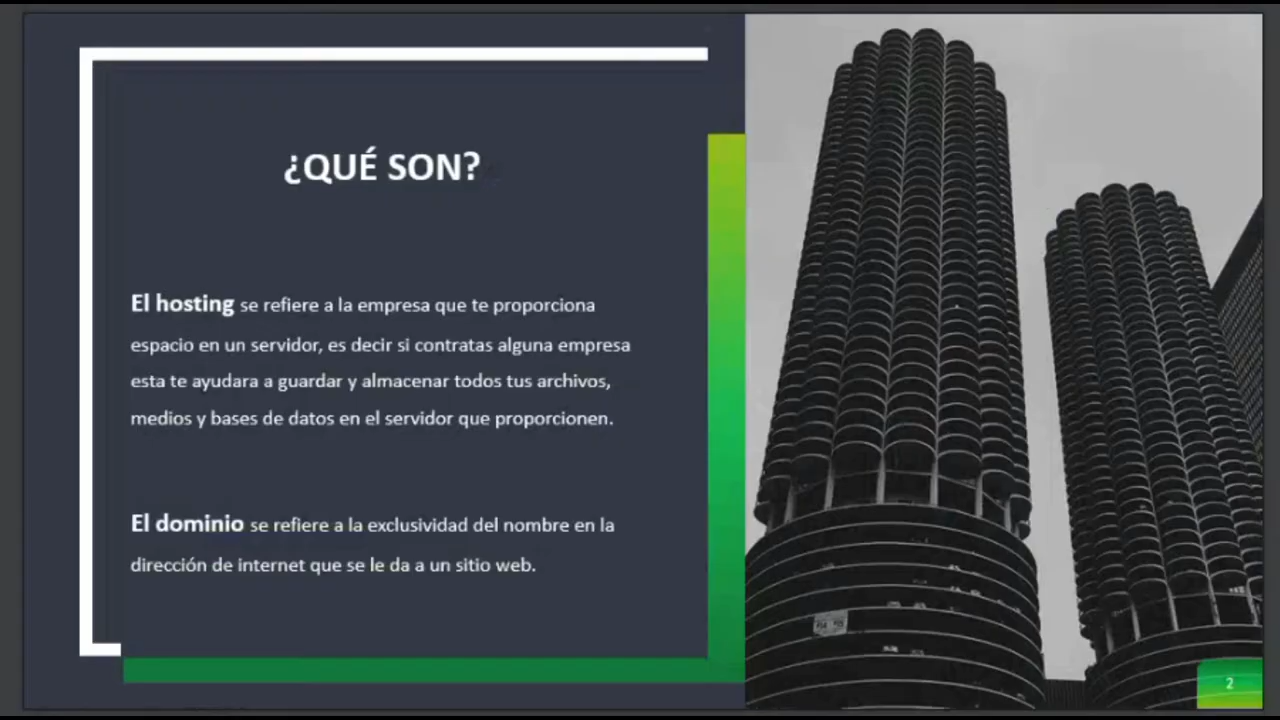 ¿QUÉ SON?
El hosting se refiere a la empresa que te proporciona
espacio en un servidor, es decir si contratas alguna empresa
esta te ayudara a guardar y almacenar todos tus archivos,
medios y bases de datos en el servidor que proporcionen.
El dominio se refiere a la exclusividad del nombre en la
dirección de internet que se le da a un sitio web.
2